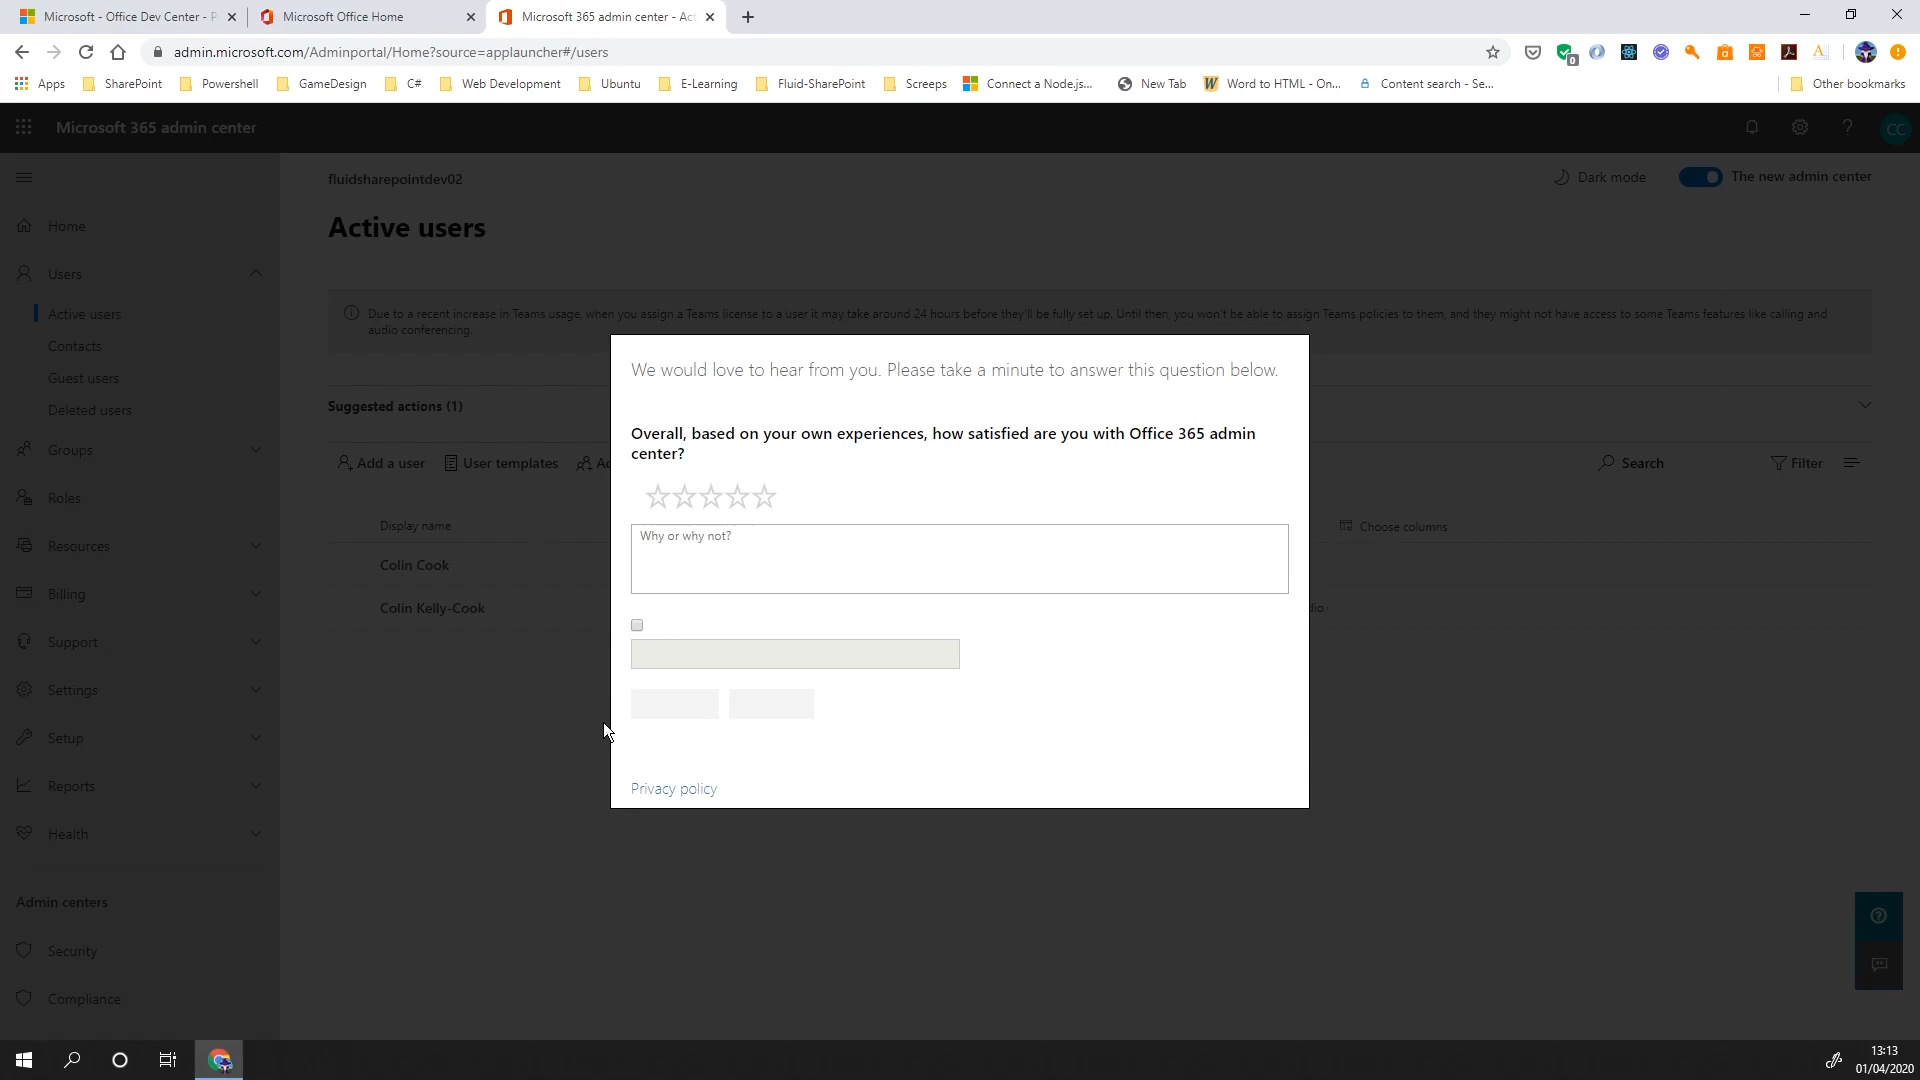 Microsoft - Office Dev Center - P
Microsoft Office Home
Microsoft 365 admin center - Act
admin.microsoft.com/Adminportal/Home?source=applauncher#/users
Apps
SharePoint
Powershell
GameDesign
C#
Web Development
Ubuntu
E-Learning
Fluid-SharePoint
Screeps
Connect a Node.js...
New Tab
Word to HTML - On...
Content search - Se...
Other bookmarks
Microsoft 365 admin center
CC
fluidsharepointdev02
Dark mode
The new admin center
Home
Active users
Users
Active users
Contacts
Guest users
Deleted users
Groups
Roles
Resources
Billing
Support
Settings
Setup
Reports
Health
Admin centers
Security
Compliance
Due to a recent increase in Teams usage, when you assign a Teams license to a user it may take around 24 hours before they'll be fully set up. Until then, you won't be able to assign Teams policies to them, and they might not have access to some Teams features like calling and
audio conferencing.
Suggested actions (1)
Add a user
User templates
Search
Filter
Display name
Choose columns
Colin Cook
Colin Kelly-Cook
dio
We would love to hear from you. Please take a minute to answer this question below.
Overall, based on your own experiences, how satisfied are you with Office 365 admin
center?
Why or why not?
Privacy policy
13:13
01/04/2020